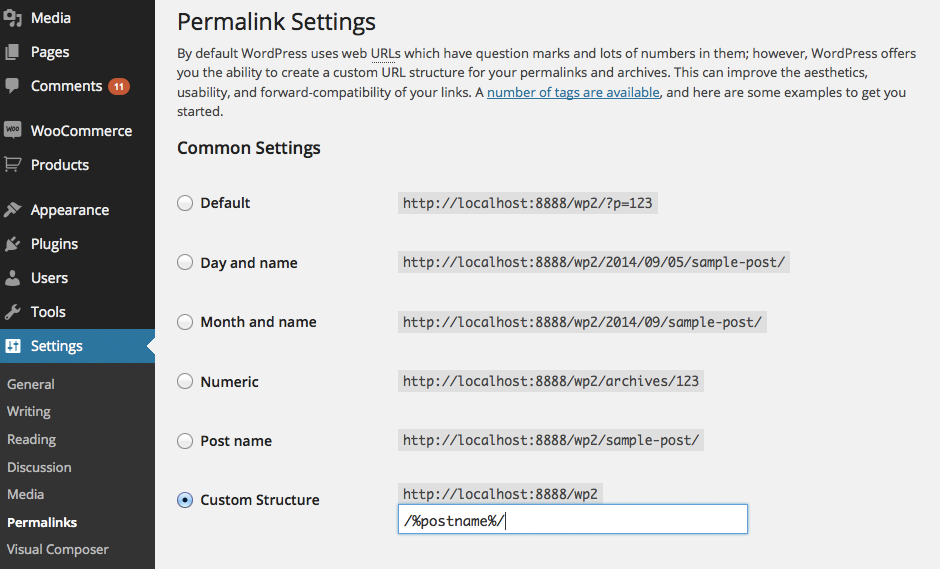 Media
Pages
Comments 11
WOO WooCommerce
Products
Appearance
Plugins
Users
Tools
Settings
General
Writing
Reading
Discussion
Media
Permalinks
Visual Composer
Permalink Settings
By default WordPress uses web URLs which have question marks and lots of numbers in them; however, WordPress offers
you the ability to create a custom URL structure for your permalinks and archives. This can improve the aesthetics,
usability, and forward-compatibility of your links. A number of tags are available, and here are some examples to get you
started.
Common Settings
Default http://localhost:8888/wp2/?p=123
Day and name http://localhost:8888/wp2/2014/09/05/sample-post/
Month and name http://localhost:8888/wp2/2014/09/sample-post/
Numeric http://localhost:8888/wp2/archives/123
Post name http://localhost:8888/wp2/sample-post/
Custom Structure http://localhost:8888/wp2
/%postname%/